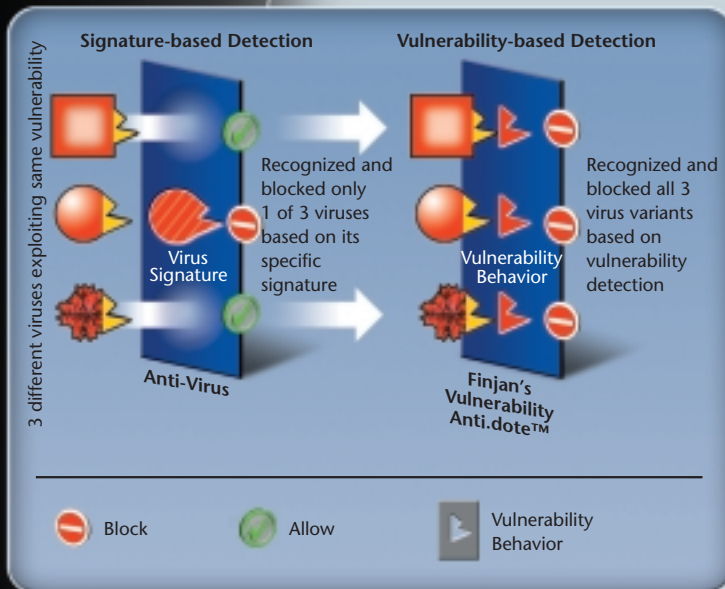 Signature-based Detection
Vulnerability-based Detection
3 different viruses exploiting same vulnerability
Recognized and
blocked only
1 of 3 viruses
based on its
specific
signature
Virus
Signature
Anti-Virus
Recognized and
blocked all 3
virus variants
based on
vulnerability
detection
Vulnerability
Behavior
Finjan's
Vulnerability
Anti.dote™
Block
Allow
Vulnerability
Behavior